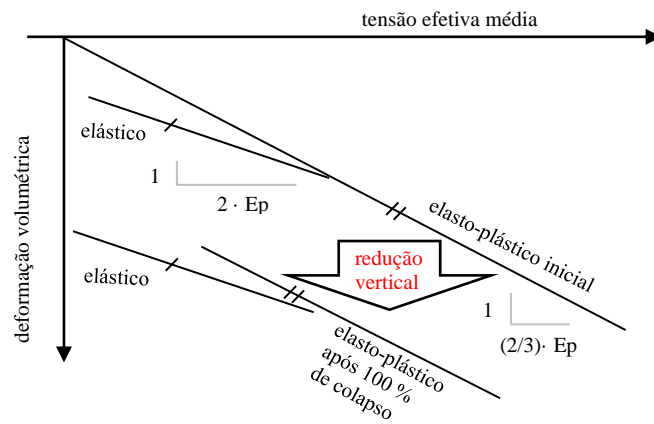 tensão efetiva média
deformação volumétrica
elástico
1
2 · Ep
elasto-plástico inicial
redução
vertical
elástico
1
(2/3)· Ep
elasto-plástico
após 100 %
de colapso